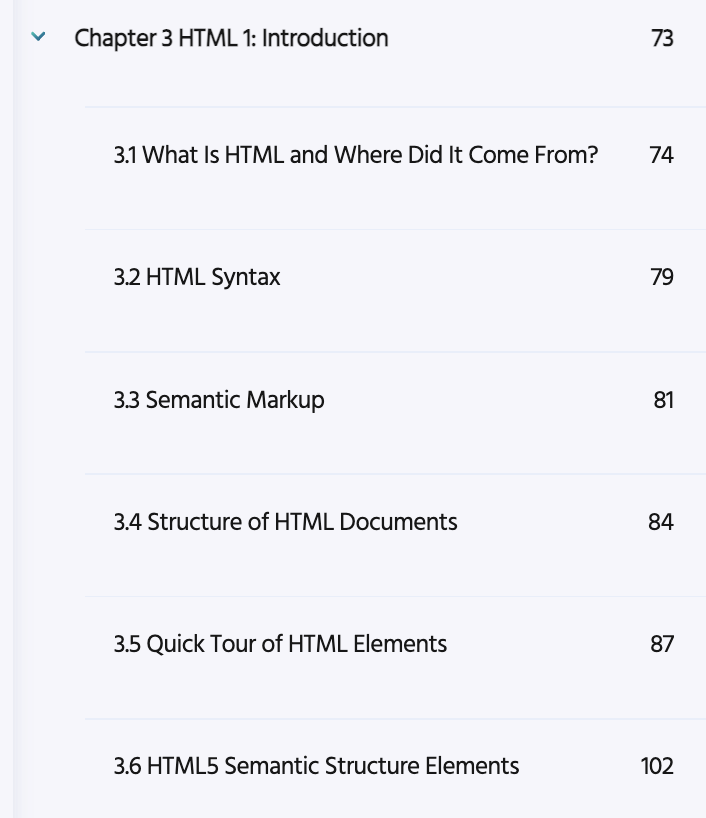 Chapter 3 HTML 1: Introduction 73
3.1 What Is HTML and Where Did It Come From? 74
3.2 HTML Syntax 79
3.3 Semantic Markup 81
3.4 Structure of HTML Documents 84
3.5 Quick Tour of HTML Elements 87
3.6 HTML5 Semantic Structure Elements 102